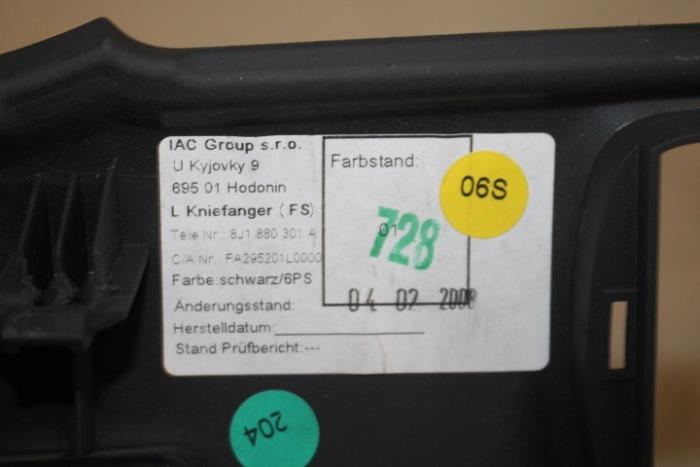 IAC Group s.r.o.
U Kyjovky 9
695 01 Hodonin
L Kniefanger ( FS)
Teile Nr.: 8J1 880 301 A
C/A Nr. FA295201L0000
Farbe:schwarz/6PS
Änderungsstand:
Herstelldatum:
Stand Prüfbericht:---
Farbstand:
01
728
04 02 2008
06S
204